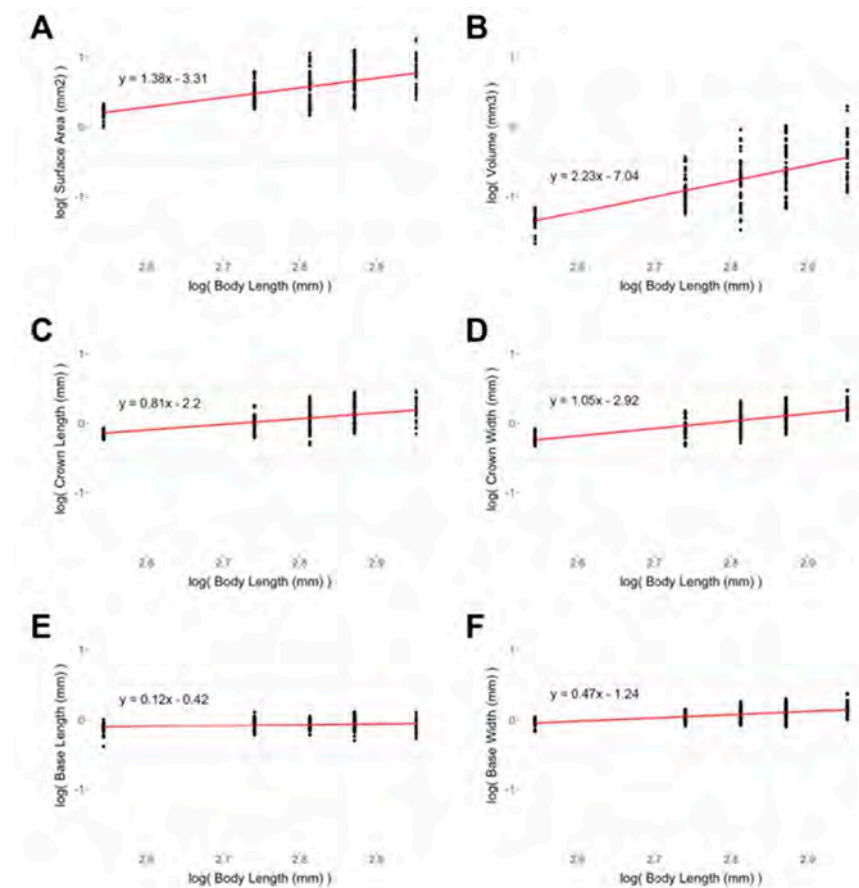 A
B
1-
y = 1.38x - 3.31
0-
-1-
log( Surface Area (mm2) )
2.6 2.7 2.8 2.9
log( Body Length (mm) )
1-
0-
y = 2.23x - 7.04
-1-
log( Volume (mm3) )
2.6 2.7 2.8 2.9
log( Body Length (mm) )
C
D
1-
y = 0.81x - 2.2
0-
-1-
log( Crown Length (mm) )
2.6 2.7 2.8 2.9
log( Body Length (mm) )
1-
y = 1.05x - 2.92
0-
-1-
log( Crown Width (mm) )
2.6 2.7 2.8 2.9
log( Body Length (mm) )
E
F
1-
y = 0.12x - 0.42
0-
-1-
log( Base Length (mm) )
2.6 2.7 2.8 2.9
log( Body Length (mm) )
1-
y = 0.47x - 1.24
0-
-1-
log( Base Width (mm) )
2.6 2.7 2.8 2.9
log( Body Length (mm) )